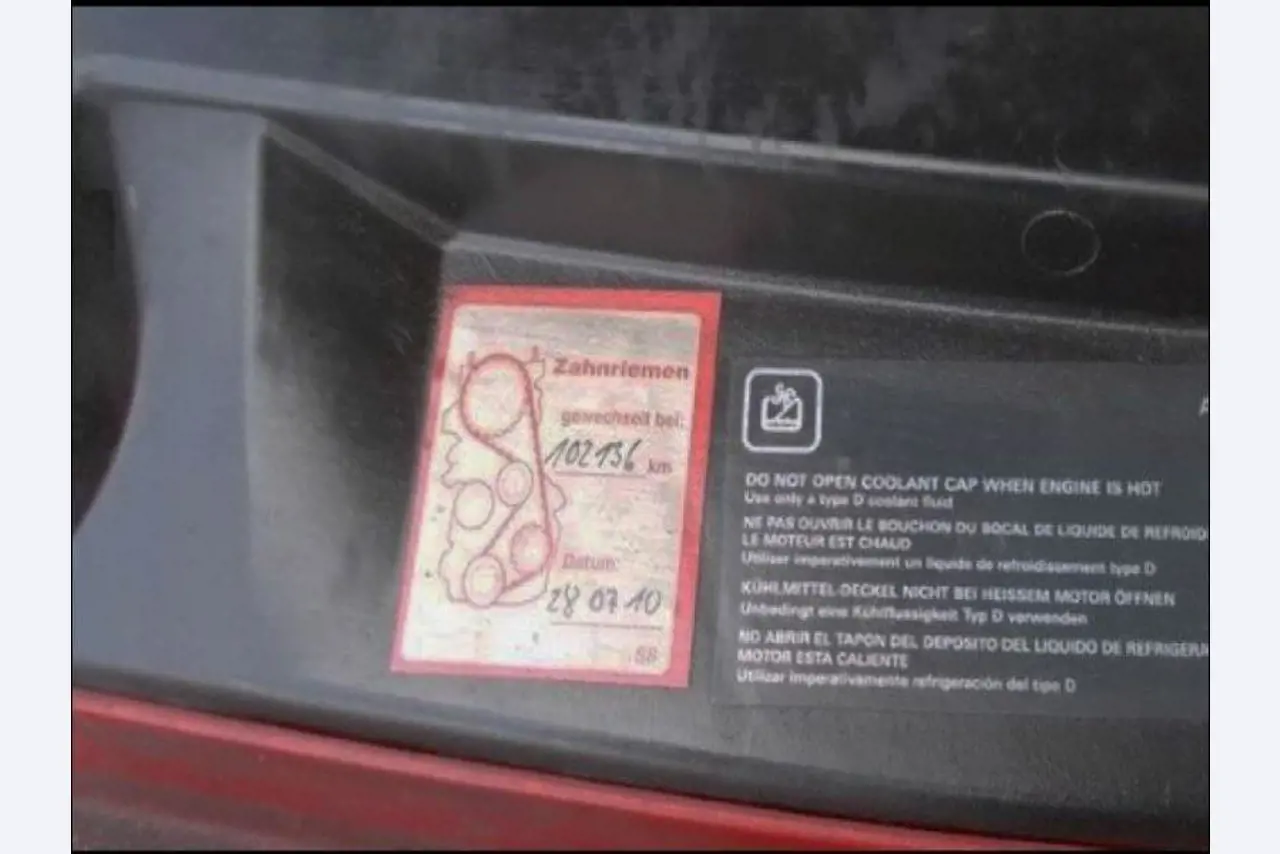 Zahnriemen
gewechselt bei:
102136 km
Datum:
28 07 10
DO NOT OPEN COOLANT CAP WHEN ENGINE IS HOT
Use only a type D coolant fluid
NE PAS OUVRIR LE BOUCHON DU BOCAL DE LIQUIDE DE REFROID
LE MOTEUR EST CHAUD
Utiliser imperativement un liquide de refroidissement type D
KÜHLMITTEL-DECKEL NICHT BEI HEISSEM MOTOR ÖFFNEN
Unbedingt eine Kühlflussigkeit Typ D verwenden
NO ABRIR EL TAPON DEL DEPOSITO DEL LIQUIDO DE REFRIGERA
MOTOR ESTA CALIENTE
Utilizar imperativamente refrigeración del tipo D